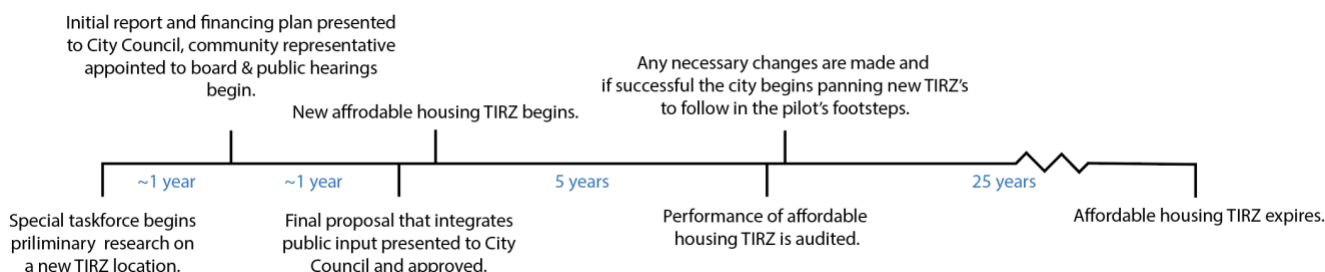 Initial report and financing plan presented
to City Council, community representative
appointed to board & public hearings
begin.
New affrodable housing TIRZ begins.
Any necessary changes are made and
if successful the city begins panning new TIRZ's
to follow in the pilot's footsteps.
~1 year
~1 year
5 years
25 years
Special taskforce begins
priliminary research on
a new TIRZ location.
Final proposal that integrates
public input presented to City
Council and approved.
Performance of affordable
housing TIRZ is audited.
Affordable housing TIRZ expires.